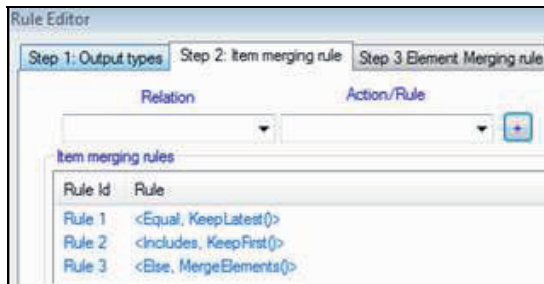 Rule Editor
Step 1: Output types Step 2: Item merging rule Step 3 Element Merging rule
Relation Action/Rule
+
Item merging rules
Rule Id Rule
Rule 1 <Equal, KeepLatest()>
Rule 2 <Includes, KeepFirst()>
Rule 3 <Else, MergeElements()>